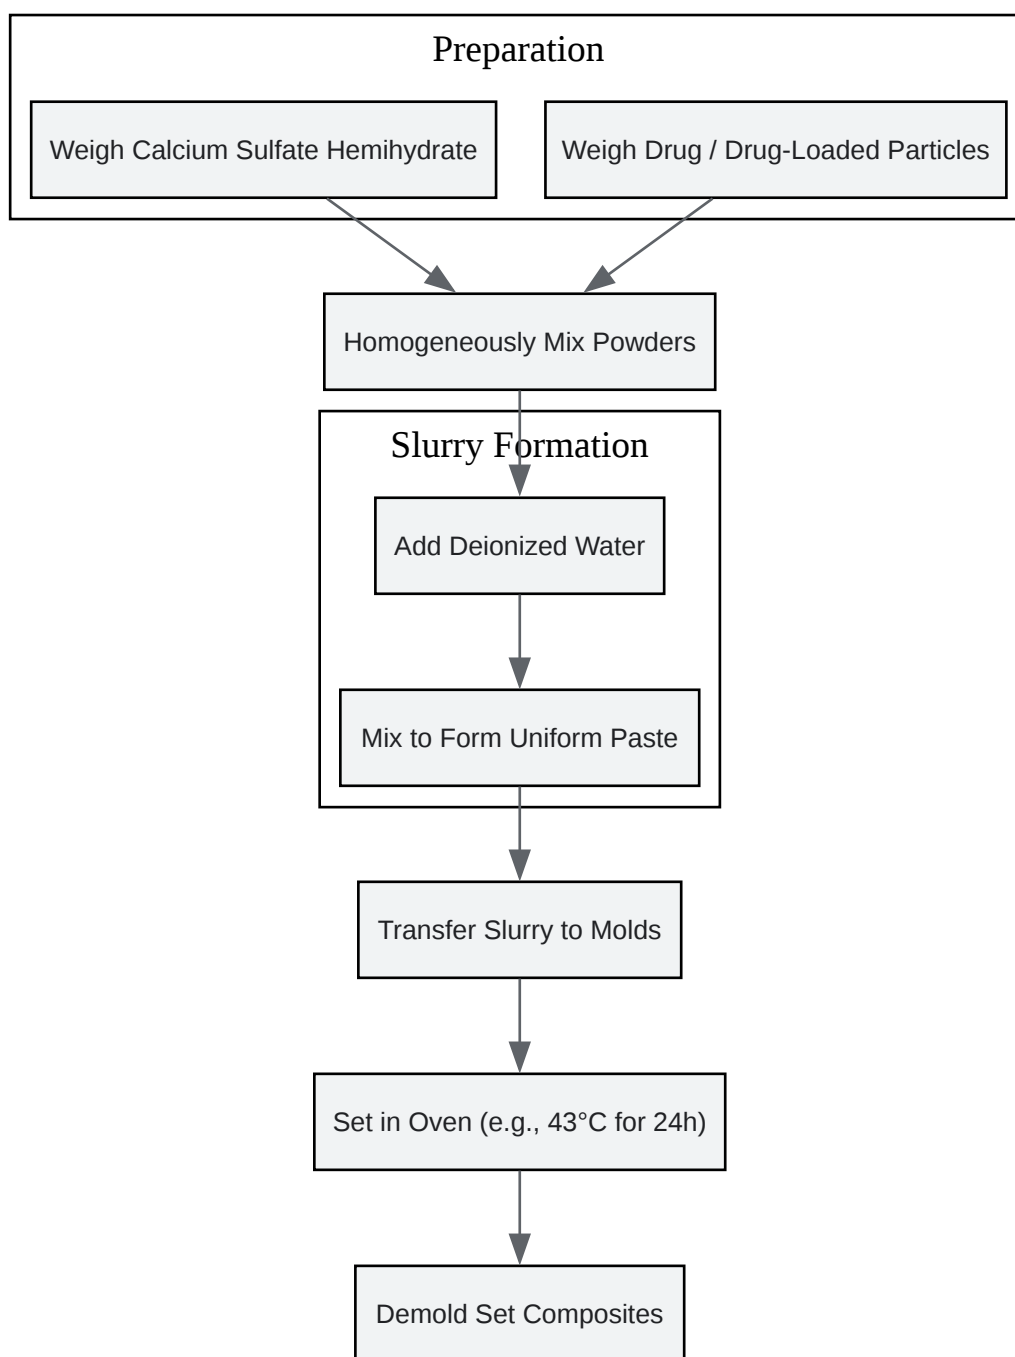 Preparation
Weigh Calcium Sulfate Hemihydrate
Weigh Drug / Drug-Loaded Particles
Homogeneously Mix Powders
Slurry Formation
Add Deionized Water
Mix to Form Uniform Paste
Transfer Slurry to Molds
Set in Oven (e.g., 43°C for 24h)
Demold Set Composites